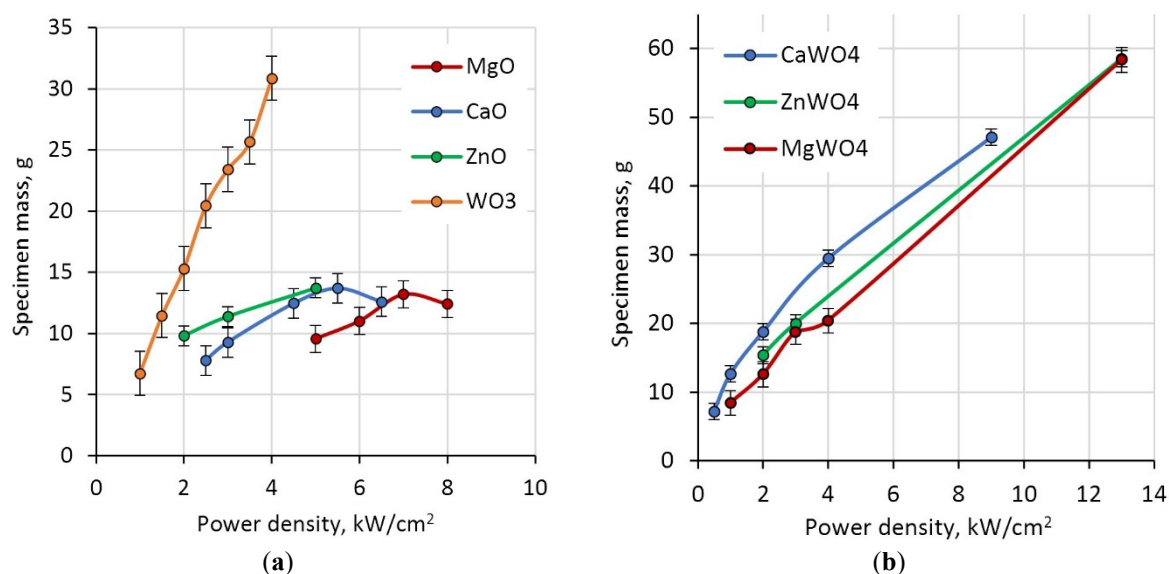 35
30
25
20
15
10
5
0
Specimen mass, g
MgO
CaO
ZnO
WO3
0 2 4 6 8 10
Power density, kW/cm²
(a)
60
50
40
30
20
10
0
Specimen mass, g
CaWO4
ZnWO4
MgWO4
0 2 4 6 8 10 12 14
Power density, kW/cm²
(b)